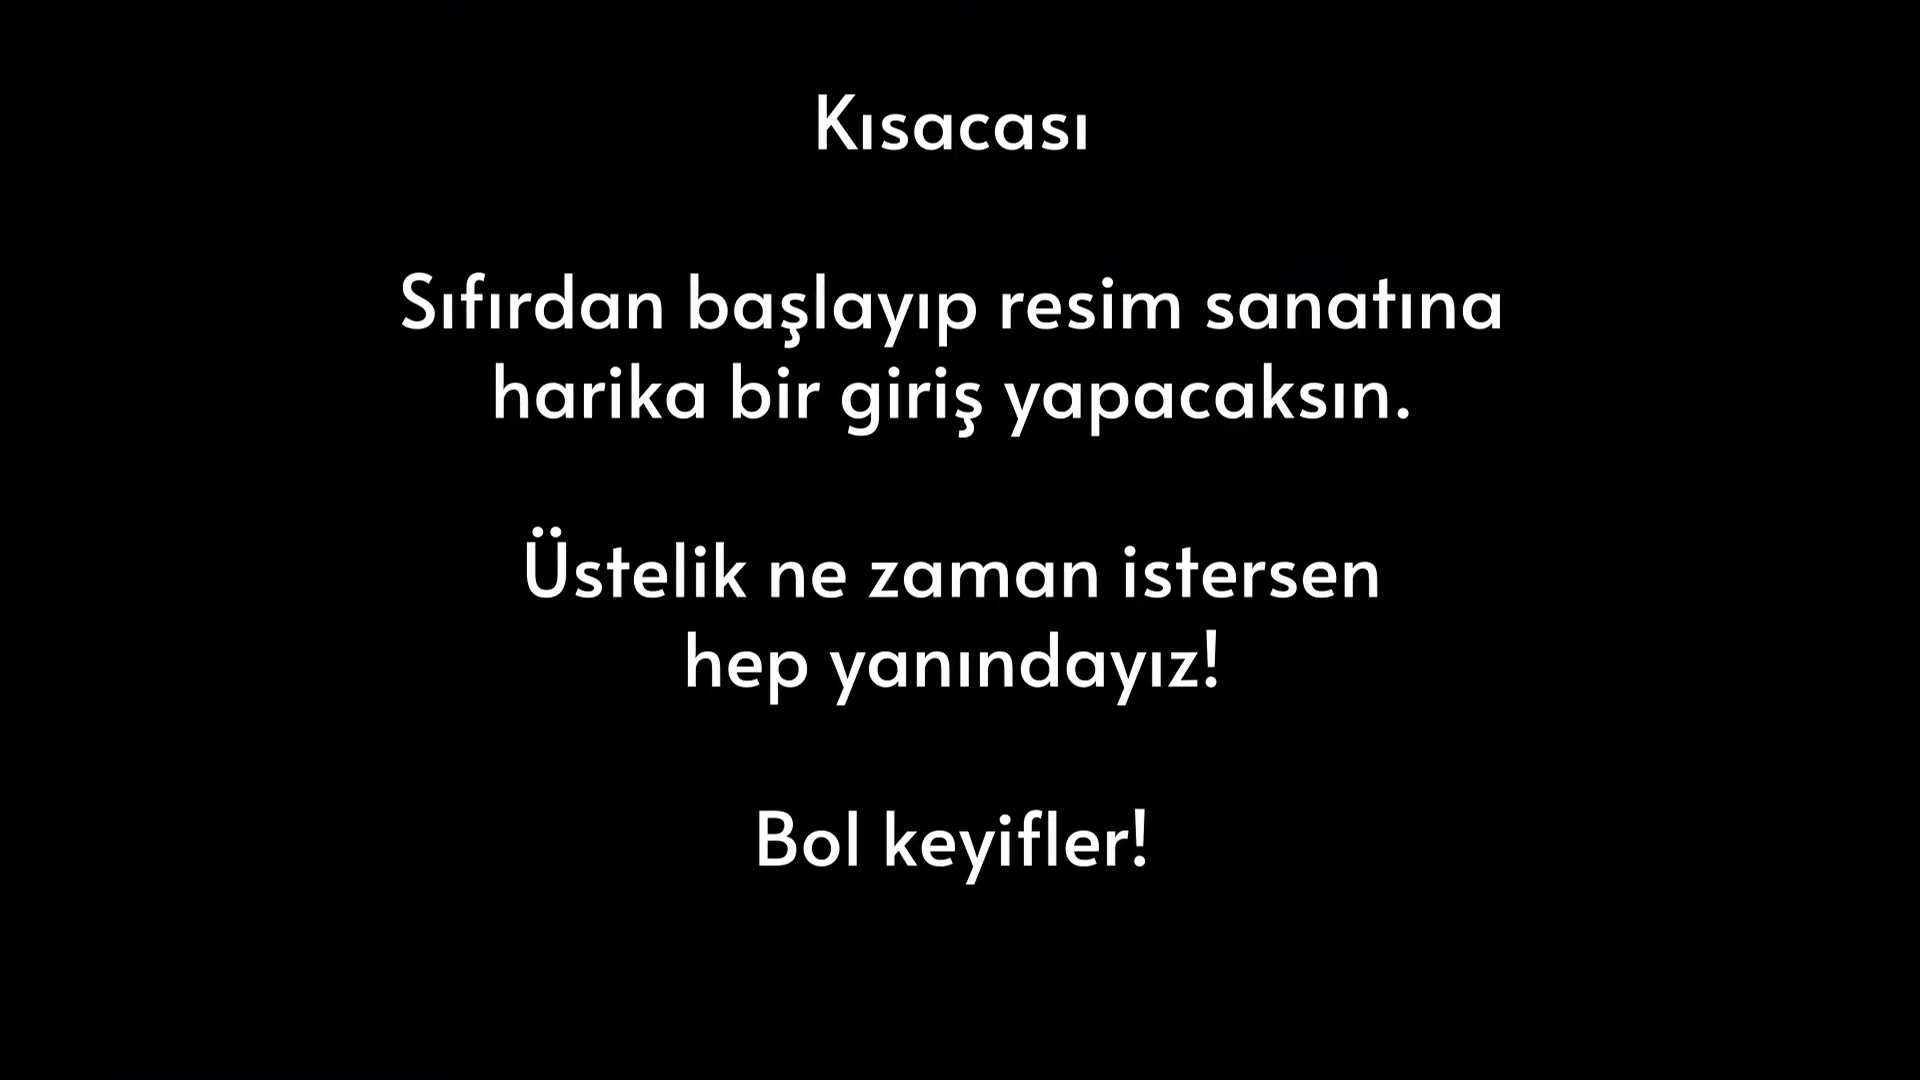 Kısacası
Sıfırdan başlayıp resim sanatına
harika bir giriş yapacaksın.
Üstelik ne zaman istersen
hep yanındayız!
Bol keyifler!